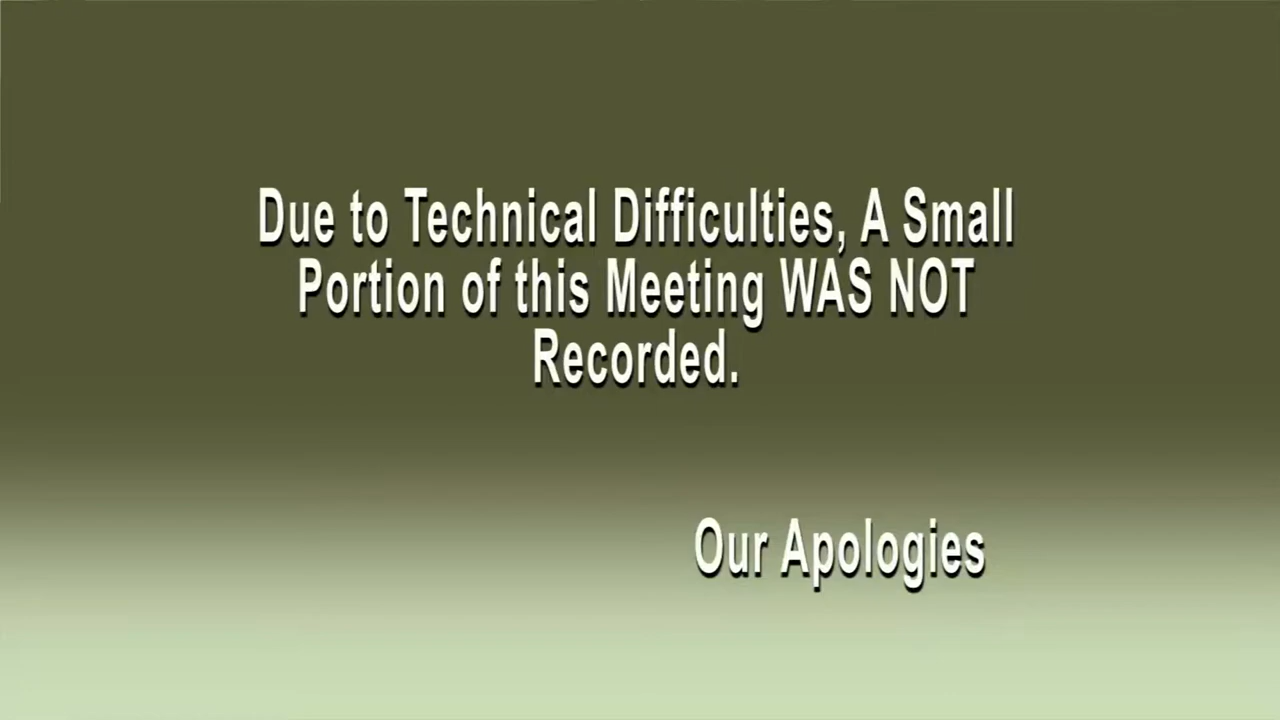 Due to Technical Difficulties, A Small
Portion of this Meeting WAS NOT
Recorded.
Our Apologies